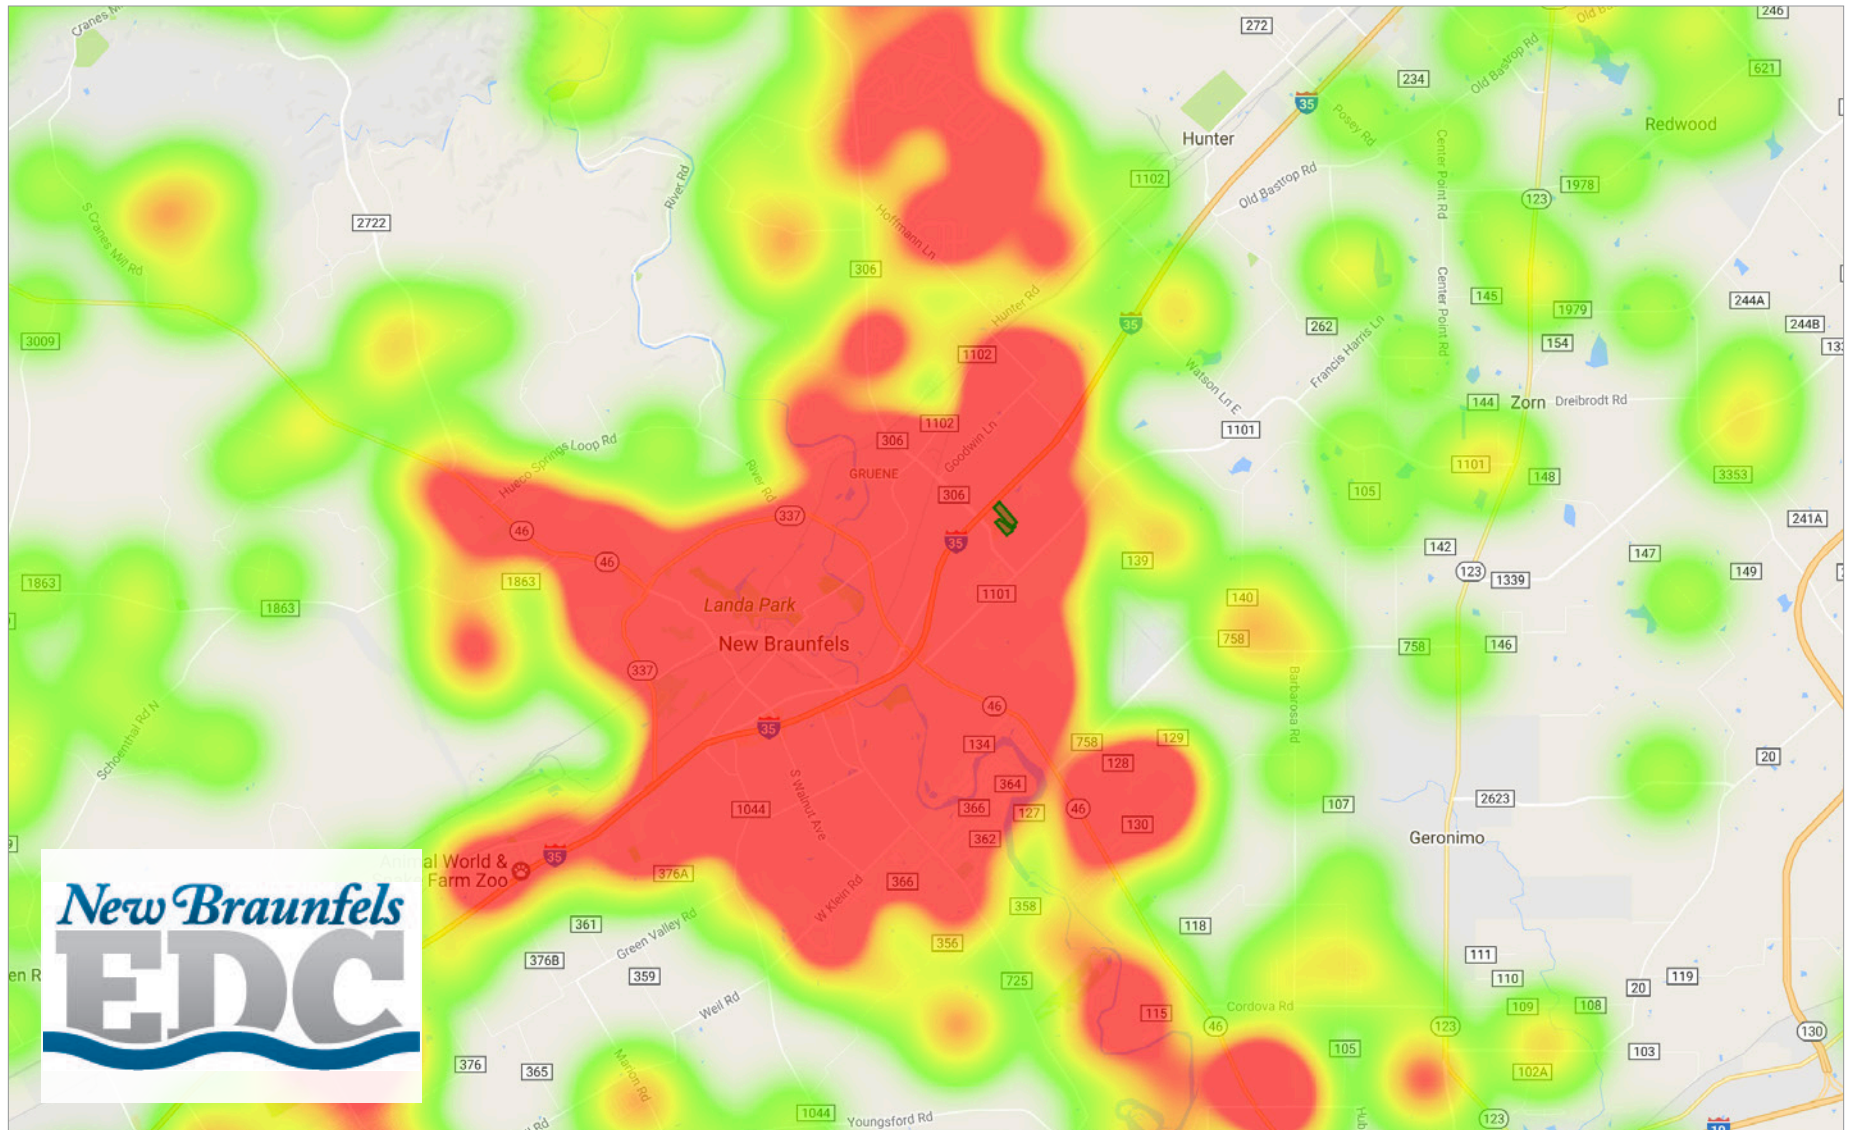 272
246
Old Bastrop Rd
621
234
35
Posey Rd
Redwood
Hunter
Center Point Rd
River Rd
1102
1978
Old Bastrop Rd
123
S Cranes Mill Rd
2722
Hoffmann Ln
306
Center Point Rd
145
244A
1979
Hunter Rd
35
262
244B
3009
154
1102
Francis Harris Ln
Watson Ln E
144
Zorn
Dreibrodt Rd
1102
1101
306
Goodwin Ln
Hueco Springs Loop Rd
GRUENE
River Rd
1101
148
3353
306
105
337
46
241A
35
142
139
46
147
1863
1863
123
1339
149
1101
140
1863
Landa Park
New Braunfels
758
758
146
337
Barbarosa Rd
46
Schoenthal Rd N
35
134
758
129
20
128
364
S Walnut Ave
1044
366
127
46
107
2623
130
362
Geronimo
35
Animal World &
Snake Farm Zoo
376A
366
W Klein Rd
358
New Braunfels
EDC
361
Green Valley Rd
118
356
376B
359
725
111
110
20
119
Weil Rd
Cordova Rd
109
108
115
46
123
130
105
103
376
365
Marion Rd
102A
1044
Youngsford Rd
123